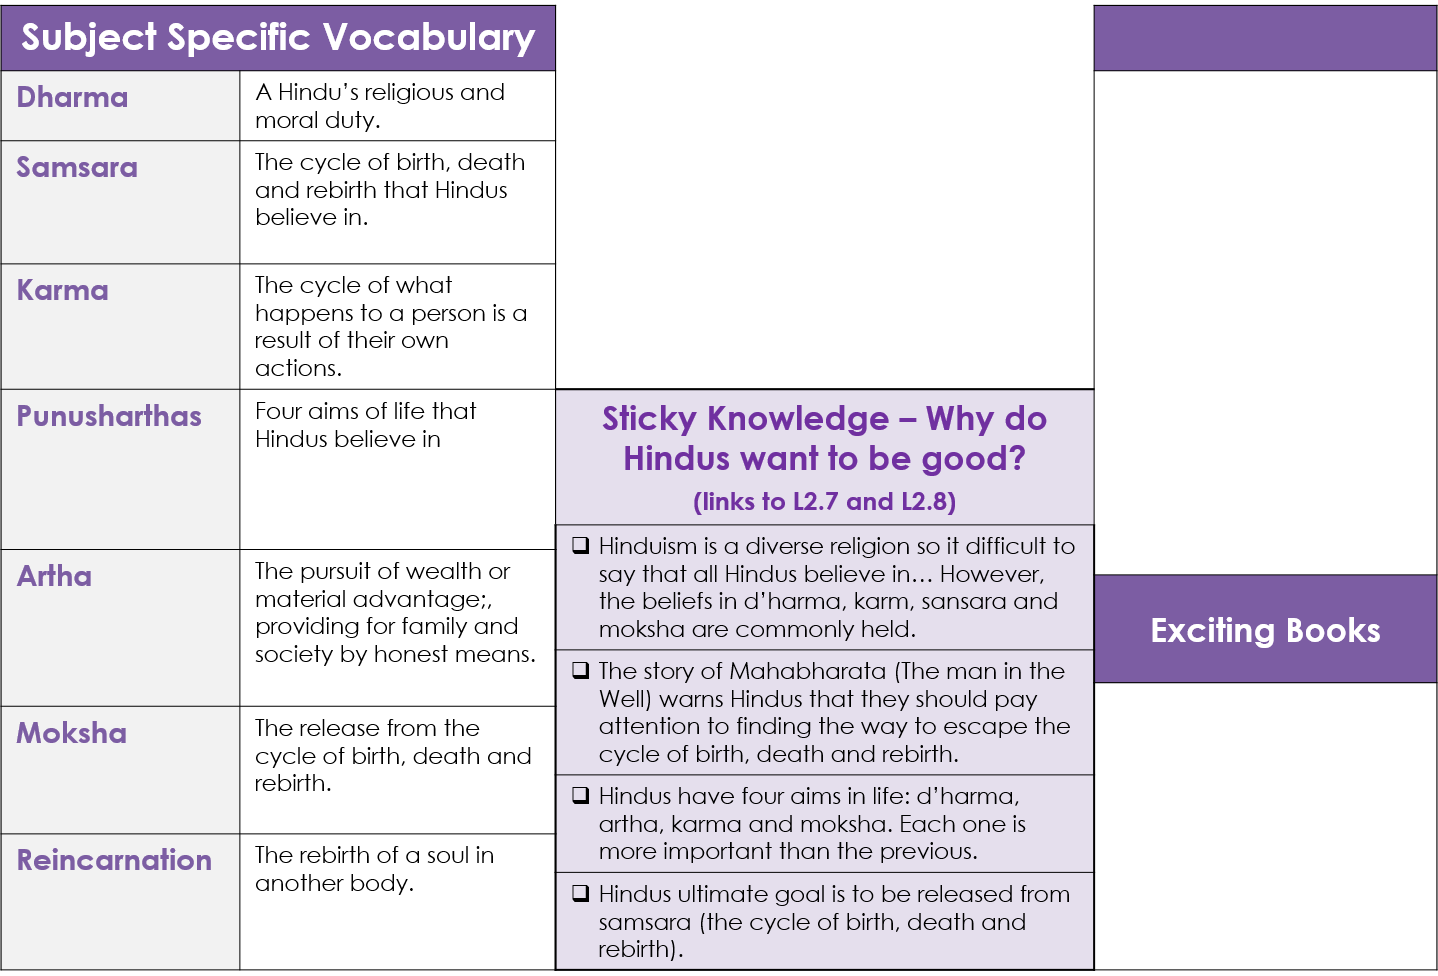 Subject Specific Vocabulary
Dharma
A Hindu’s religious and
moral duty.
Samsara
The cycle of birth, death
and rebirth that Hindus
believe in.
Karma
The cycle of what
happens to a person is a
result of their own
actions.
Punusharthas
Four aims of life that
Hindus believe in
Artha
The pursuit of wealth or
material advantage;,
providing for family and
society by honest means.
Moksha
The release from the
cycle of birth, death and
rebirth.
Reincarnation
The rebirth of a soul in
another body.
Sticky Knowledge – Why do
Hindus want to be good?
(links to L2.7 and L2.8)
❑ Hinduism is a diverse religion so it difficult to
say that all Hindus believe in… However,
the beliefs in d’harma, karm, sansara and
moksha are commonly held.
❑ The story of Mahabharata (The man in the
Well) warns Hindus that they should pay
attention to finding the way to escape the
cycle of birth, death and rebirth.
❑ Hindus have four aims in life: d’harma,
artha, karma and moksha. Each one is
more important than the previous.
❑ Hindus ultimate goal is to be released from
samsara (the cycle of birth, death and
rebirth).
Exciting Books